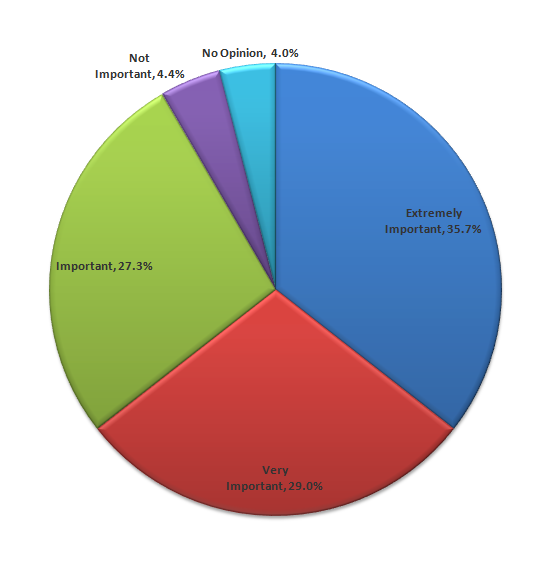 No Opinion, 4.0%
Not
Important, 4.4%
Extremely
Important, 35.7%
Important, 27.3%
Very
Important, 29.0%